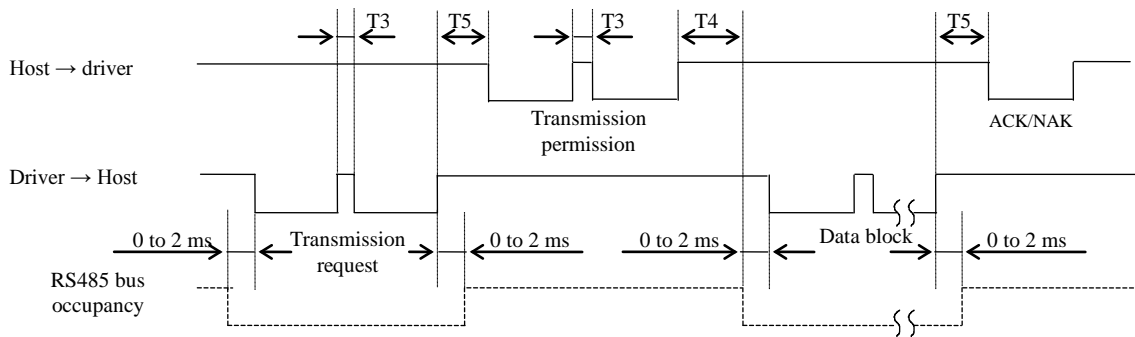 T3
T5
T3
T4
T5
Host → driver
Transmission
permission
ACK/NAK
Driver → Host
0 to 2 ms
Transmission
request
0 to 2 ms
0 to 2 ms
Data block
0 to 2 ms
RS485 bus
occupancy